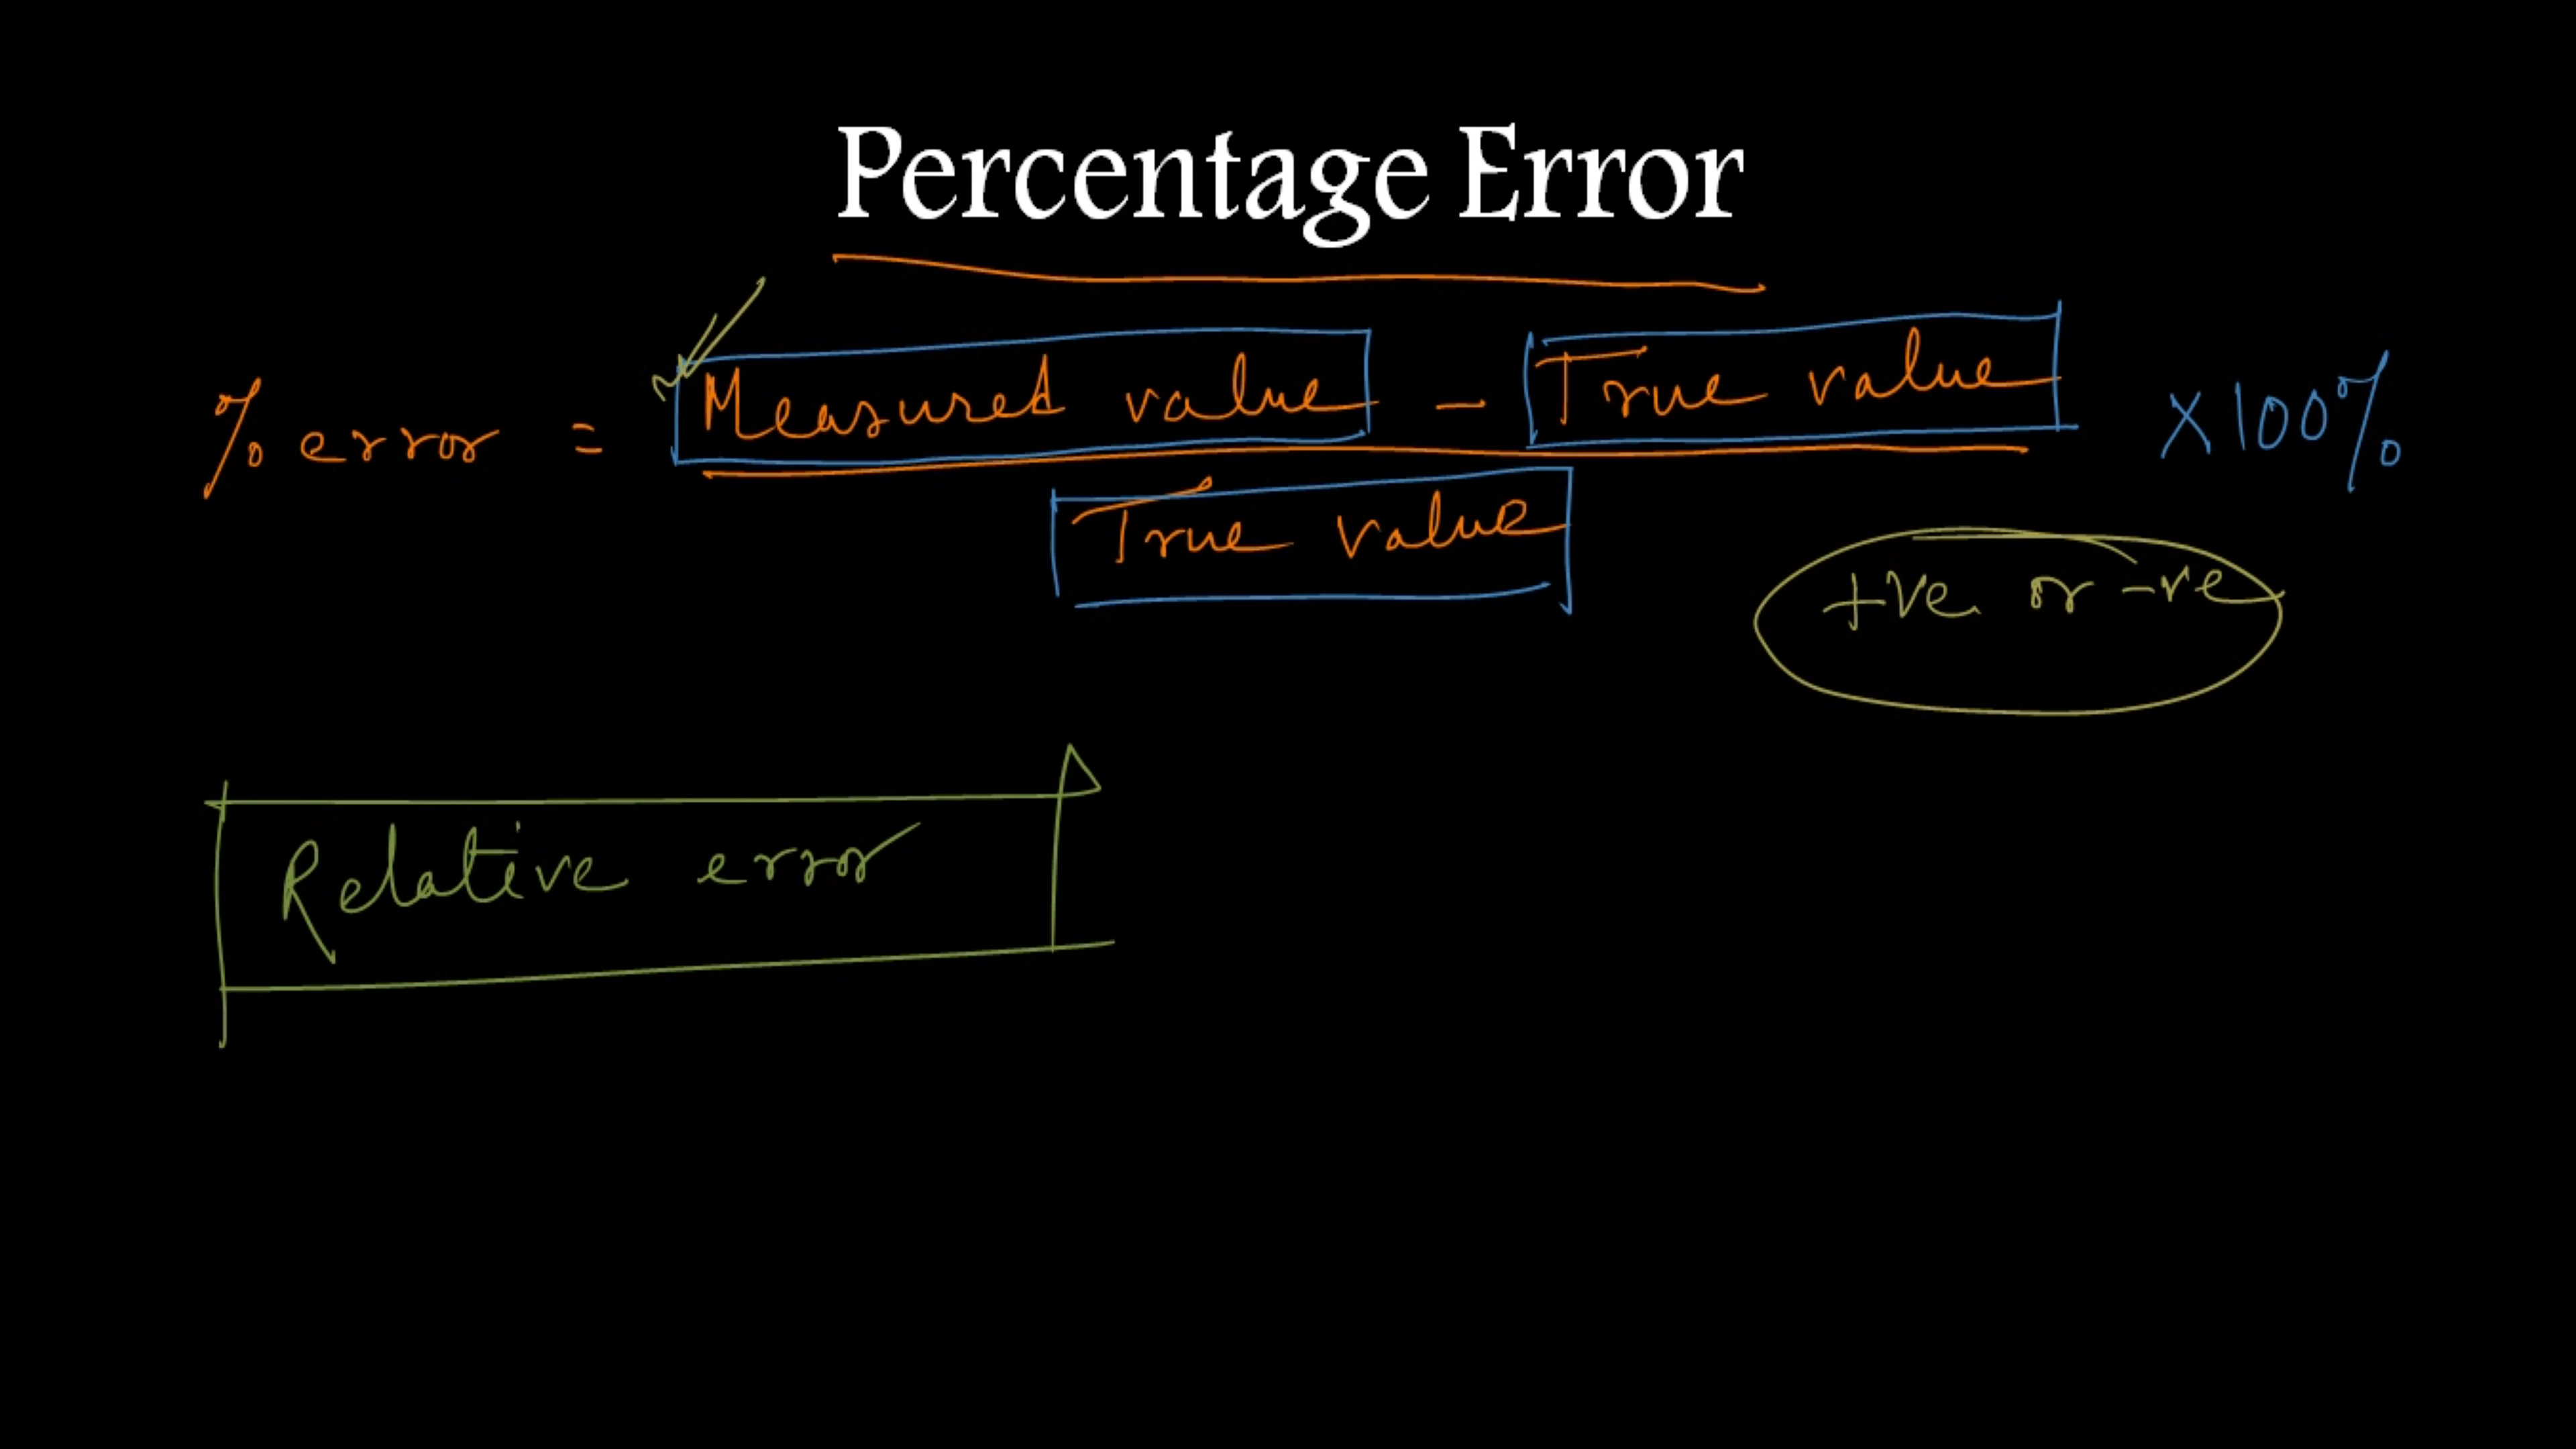 Percentage Error
% error = Measured value - True value x 100%
True value
+ve or -ve
Relative error